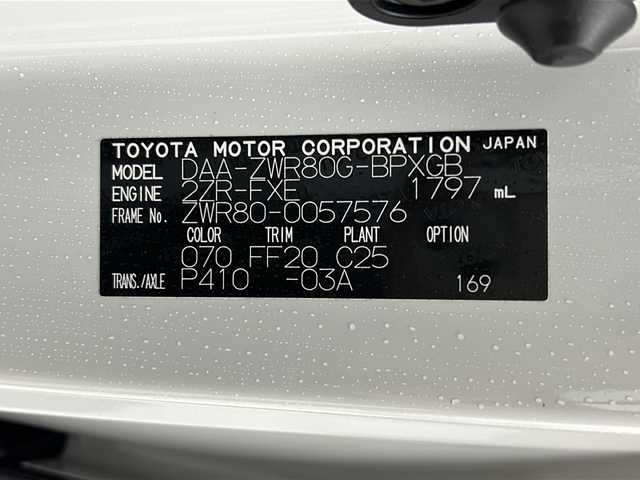 TOYOTA MOTOR CORPORATION JAPAN
MODEL DAA-ZWR80G-BPXGB
ENGINE 2ZR-FXE 1797 mL
FRAME No. ZWR80-0057576
COLOR TRIM PLANT OPTION
070 FF20 C25
TRANS./AXLE P410 -03A 169